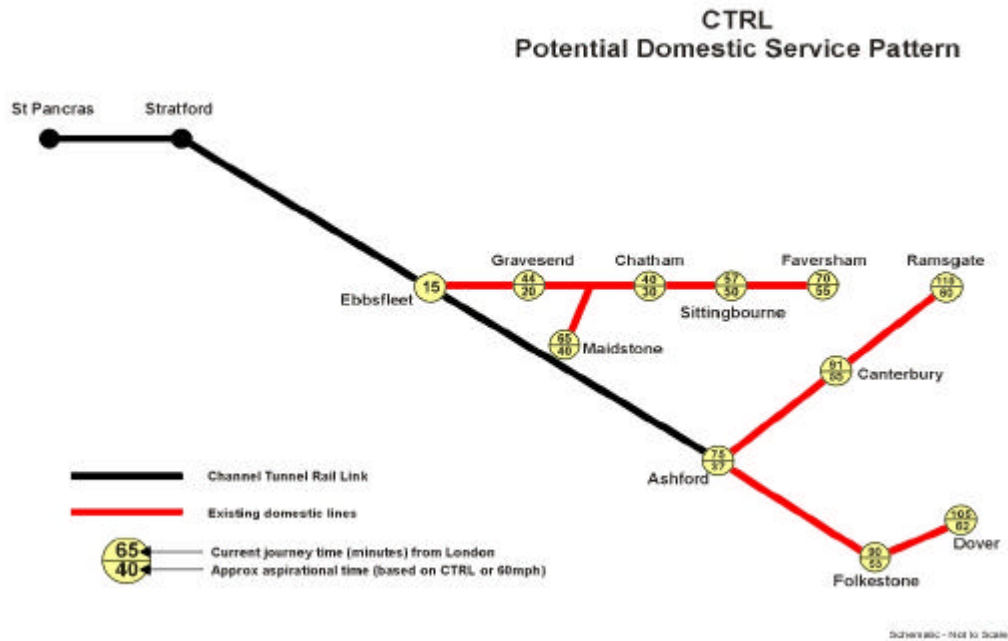 CTRL
Potential Domestic Service Pattern
St Pancras
Stratford
Gravesend
Chatham
Faversham
Ramsgate
44
20
40
30
57
50
70
55
110
60
15
Ebbsfleet
Sittingbourne
65
40
Maidstone
91
55
Canterbury
75
37
Ashford
Channel Tunnel Rail Link
Existing domestic lines
105
62
Dover
65
Current journey time (minutes) from London
40
Approx aspirational time (based on CTRL or 60mph)
90
53
Folkestone
Schematic - Not to Scale